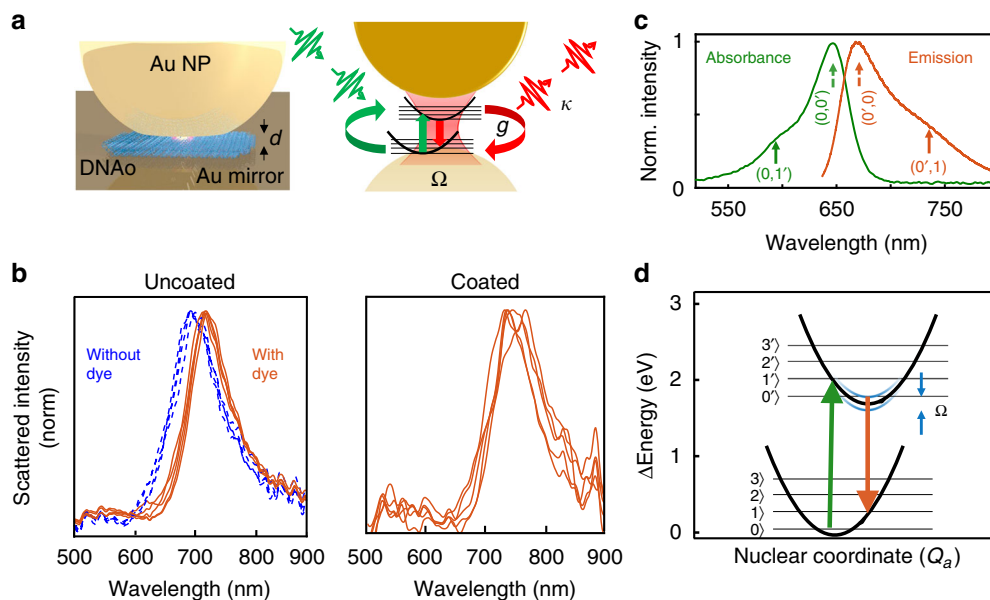 a
Au NP
d
DNAo
Au mirror
κ
g
Ω
b
Uncoated
Coated
Scattered intensity
(norm)
Without
dye
With
dye
500 600 700 800 900
500 600 700 800 900
Wavelength (nm)
Wavelength (nm)
c
Absorbance
Emission
Norm. intensity
1
0
(0,0′)
(0′,0)
(0,1′)
(0′,1)
550 650 750
Wavelength (nm)
d
ΔEnergy (eV)
3
2
1
0
3′⟩
2′⟩
1′⟩
0′⟩
Ω
3⟩
2⟩
1⟩
0⟩
Nuclear coordinate (Qa)